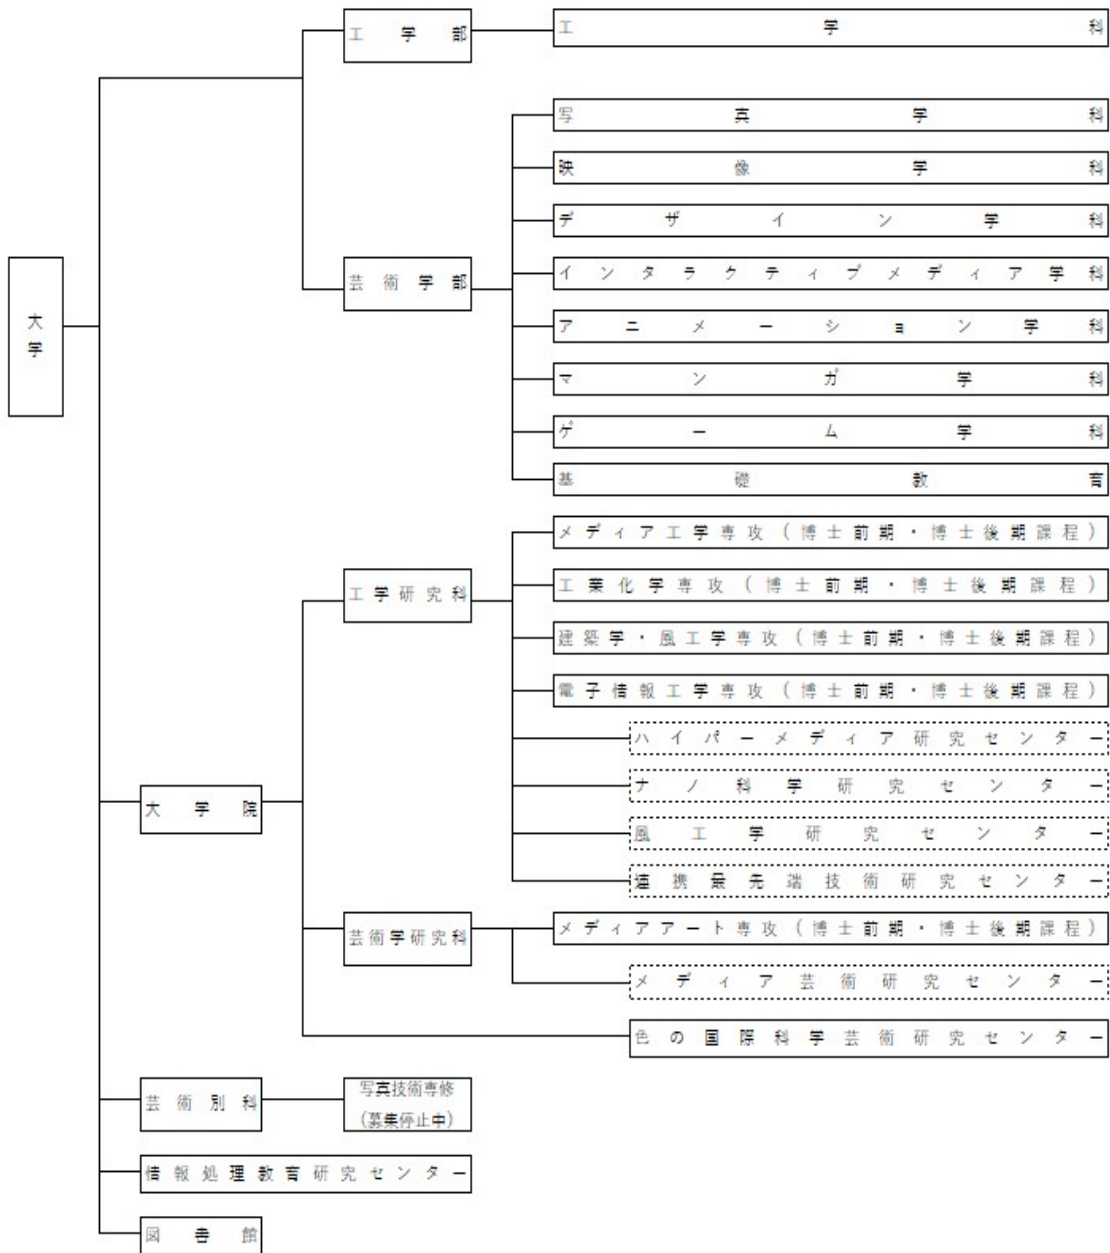 工学部
工学科
写真学科
映像学科
デザイン学科
大学
芸術学部
インタラクティブメディア学科
アニメーション学科
マンガ学科
ゲーム学科
基礎教育
メディア工学専攻(博士前期・博士後期課程)
工学研究科
工業化学専攻(博士前期・博士後期課程)
建築学・風工学専攻(博士前期・博士後期課程)
電子情報工学専攻(博士前期・博士後期課程)
ハイパーメディア研究センター
ナノ科学研究センター
大学院
風工学研究センター
連携最先端技術研究センター
芸術学研究科
メディアアート専攻(博士前期・博士後期課程)
メディア芸術研究センター
色の国際科学芸術研究センター
芸術別科
写真技術専修
(募集停止中)
情報処理教育研究センター
図書館